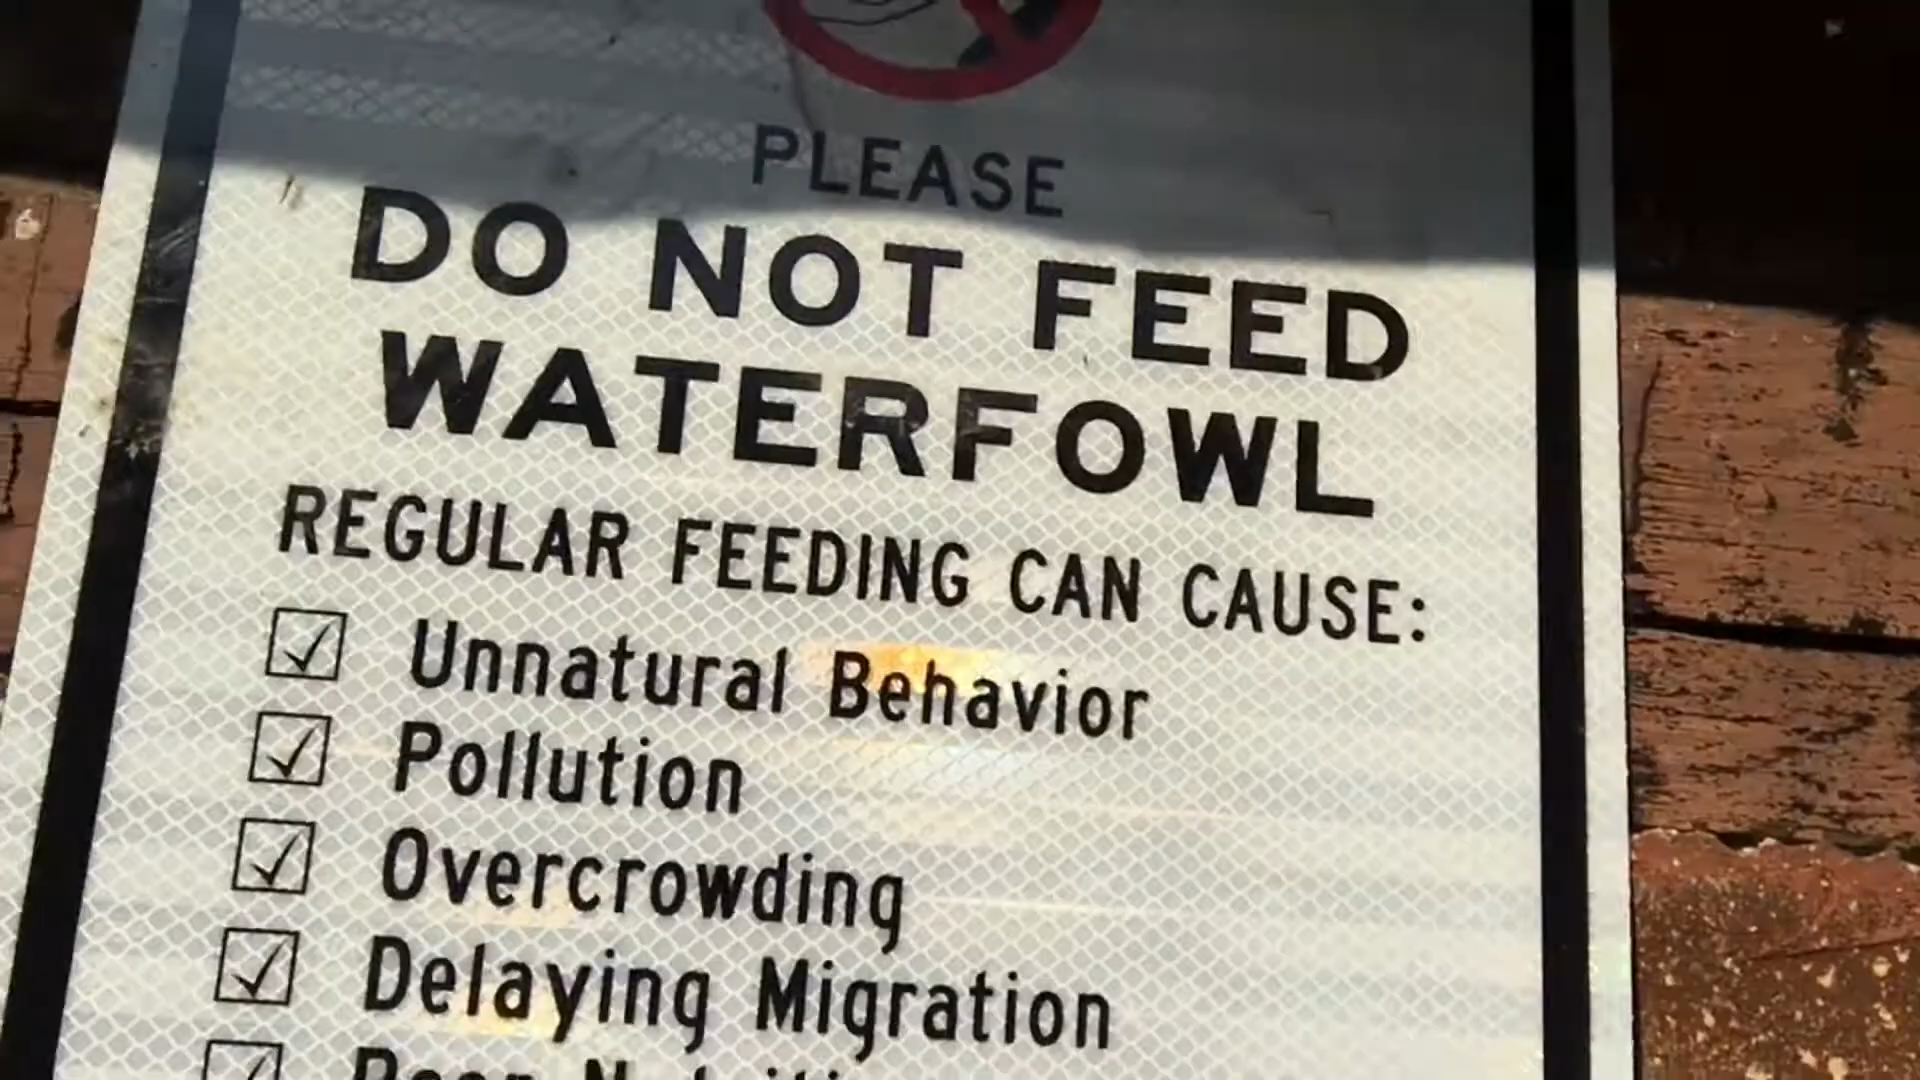 PLEASE
DO NOT FEED
WATERFOWL
REGULAR FEEDING CAN CAUSE:
☑ Unnatural Behavior
☑ Pollution
☑ Overcrowding
☑ Delaying Migration